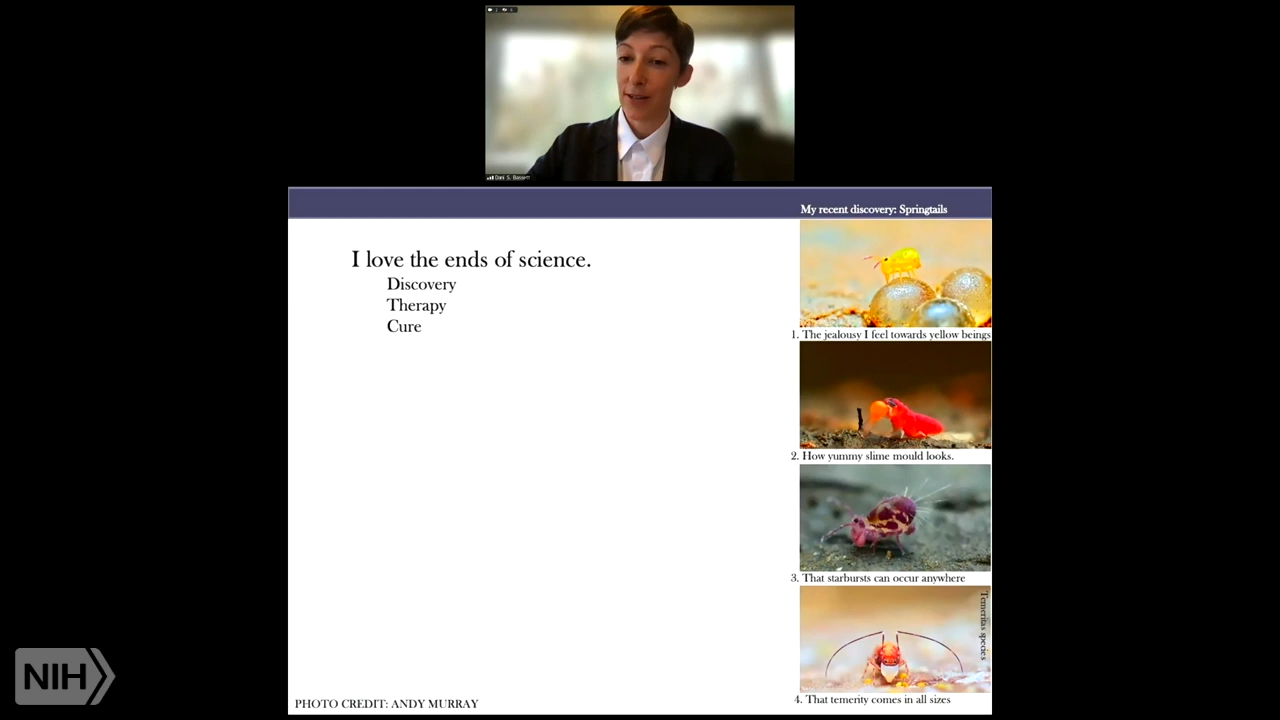 Dani S. Bassett
My recent discovery: Springtails
I love the ends of science.
Discovery
Therapy
Cure
1. The jealousy I feel towards yellow beings
2. How yummy slime mould looks.
3. That starbursts can occur anywhere
Temeritas species
4. That temerity comes in all sizes
PHOTO CREDIT: ANDY MURRAY
NIH